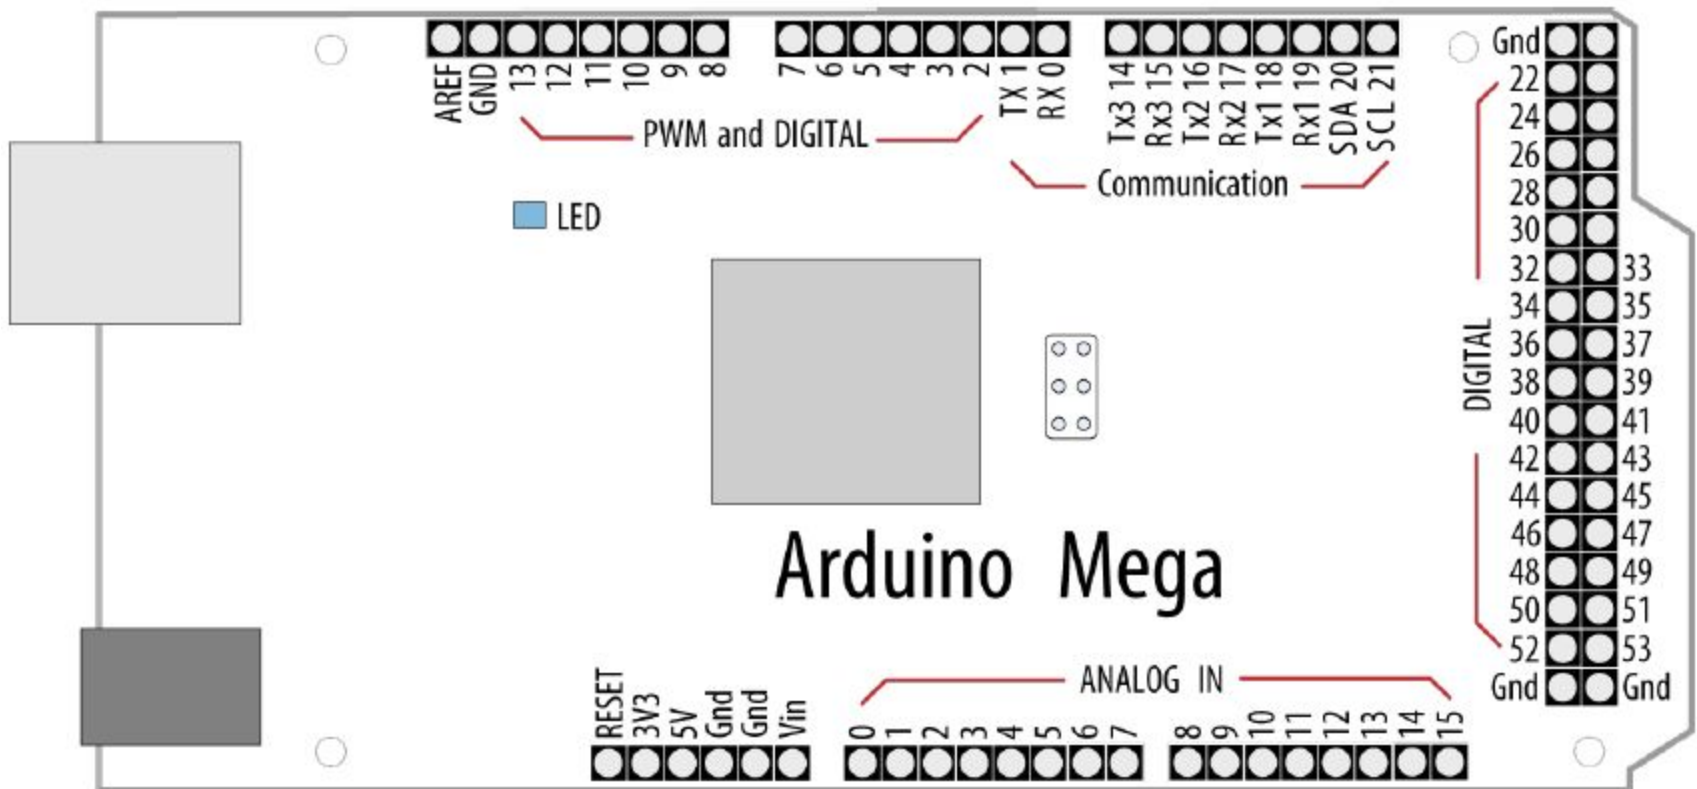 AREF GND 13 12 11 10 9 8 7 6 5 4 3 2 TX 1 RX 0 Tx3 14 Rx3 15 Tx2 16 Rx2 17 Tx1 18 Rx1 19 SDA 20 SCL 21
PWM and DIGITAL
Communication
LED
Gnd
22
24
26
28
30
32 33
34 35
36 37
38 39
40 41
42 43
44 45
46 47
48 49
50 51
52 53
Gnd Gnd
DIGITAL
Arduino Mega
ANALOG IN
RESET 3V3 5V Gnd Gnd Vin 0 1 2 3 4 5 6 7 8 9 10 11 12 13 14 15